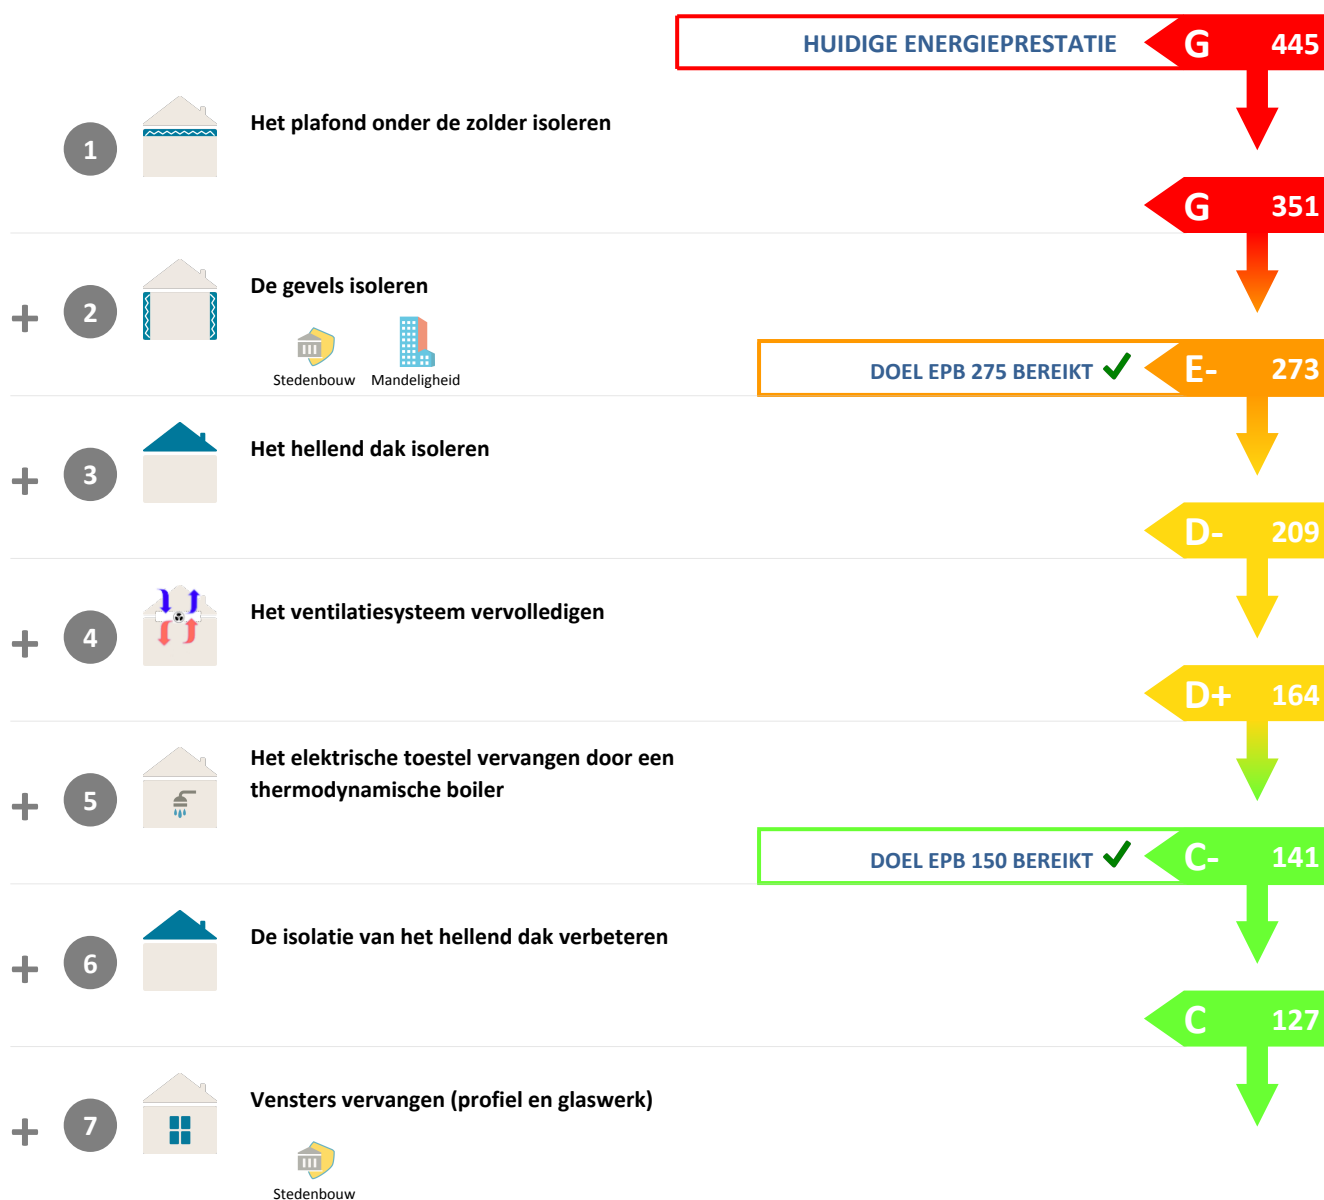 HUIDIGE ENERGIEPRESTATIE G 445
1 Het plafond onder de zolder isoleren
G 351
+ 2 De gevels isoleren
Stedenbouw Mandeligheid
DOEL EPB 275 BEREIKT ✓ E- 273
+ 3 Het hellend dak isoleren
D- 209
+ 4 Het ventilatiesysteem vervolledigen
D+ 164
Het elektrische toestel vervangen door een
+ 5 thermodynamische boiler
DOEL EPB 150 BEREIKT ✓ C- 141
+ 6 De isolatie van het hellend dak verbeteren
C 127
+ 7 Vensters vervangen (profiel en glaswerk)
Stedenbouw